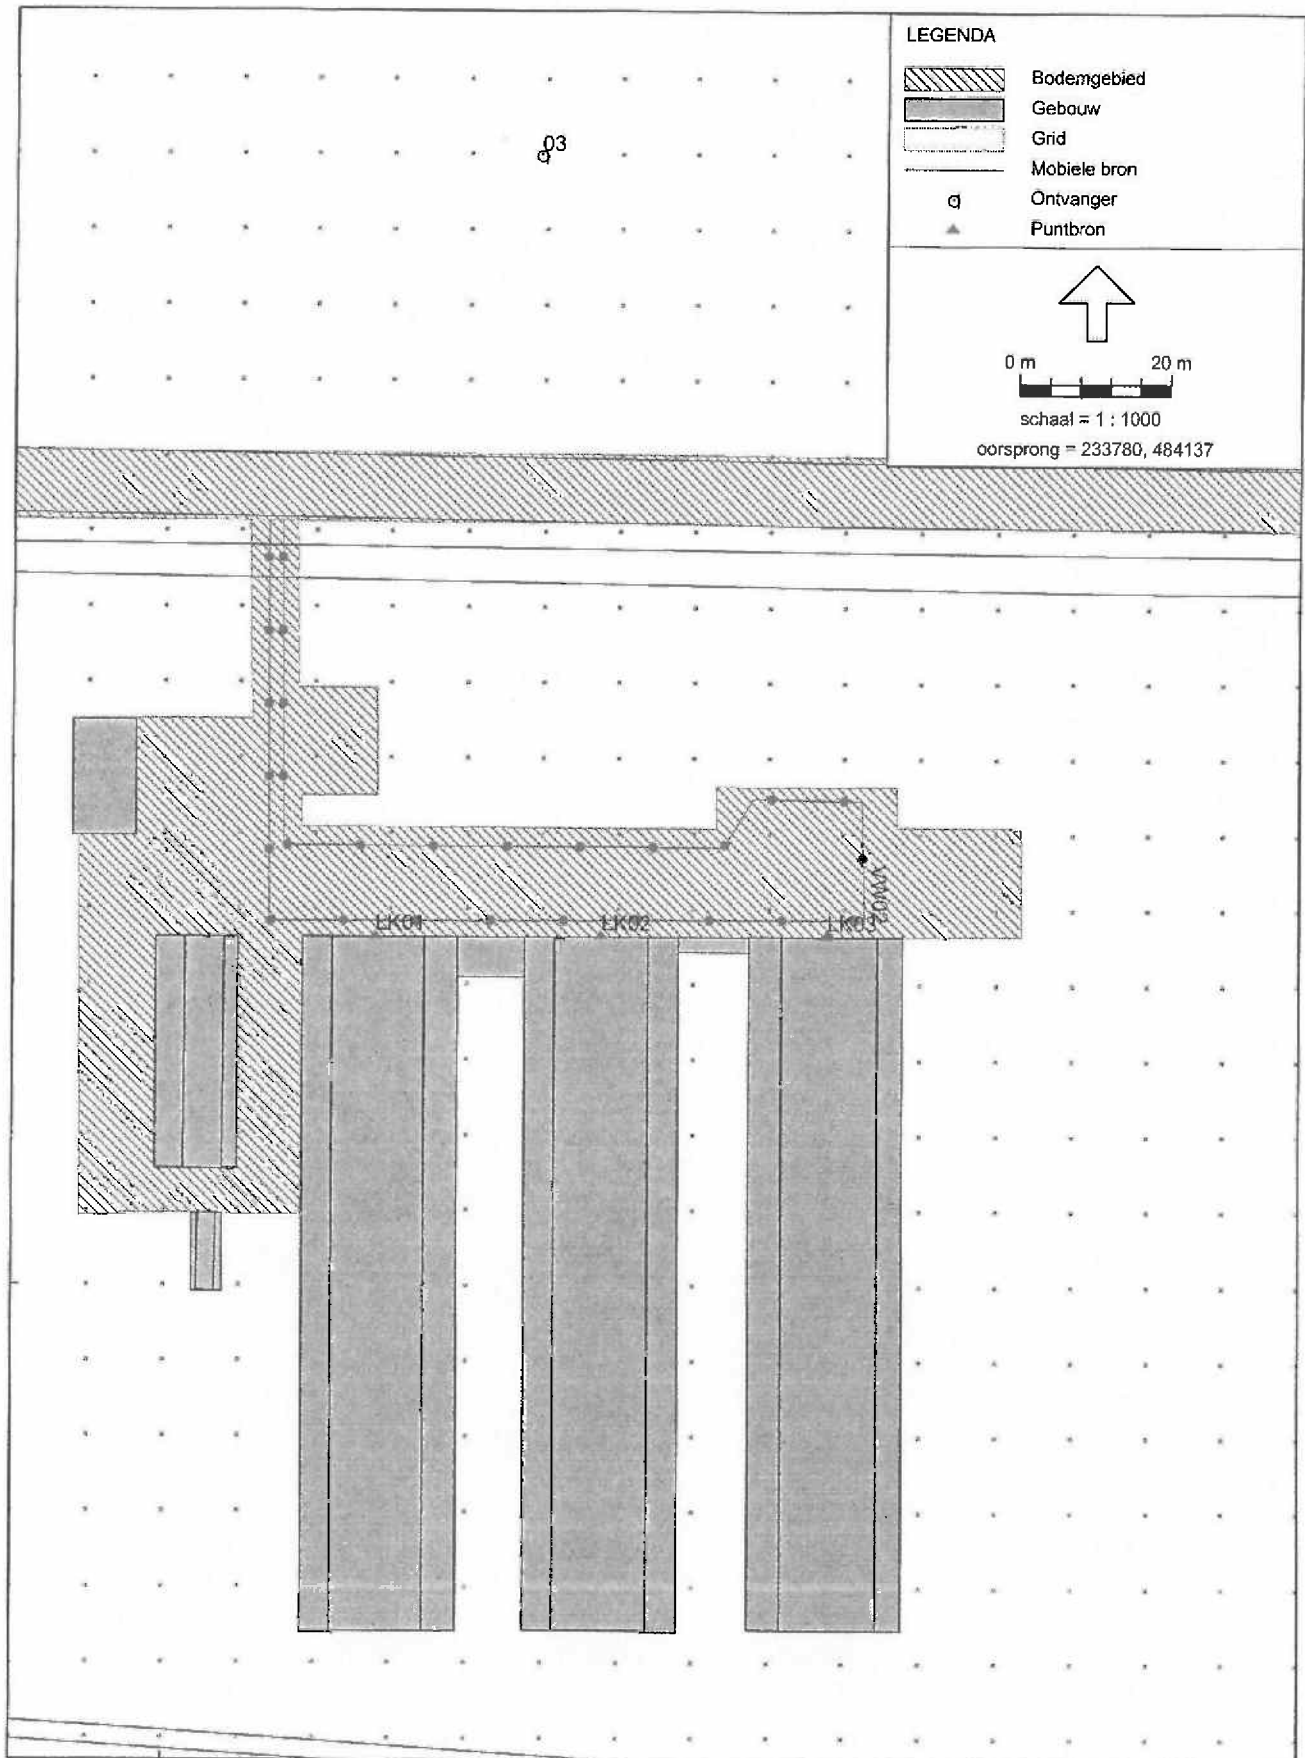 LEGENDA
Bodemgebied
Gebouw
Grid
Mobiele bron
Ontvanger
Puntbron
0 m 20 m
schaal = 1 : 1000
oorsprong = 233780, 484137
03
VW02
LK01 LK02 LK03